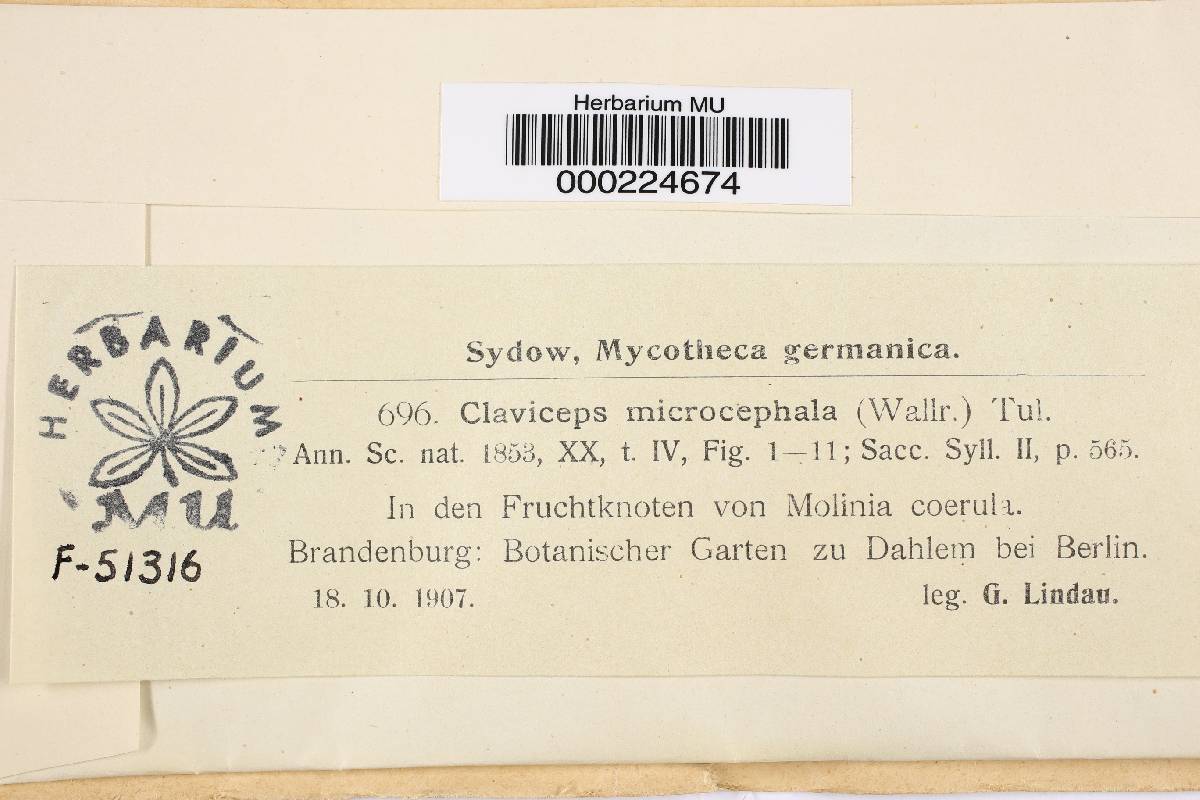 Herbarium MU
000224674
HERBARIUM
MU
F-51316
Sydow, Mycotheca germanica.
696. Claviceps microcephala (Wallr.) Tul.
Ann. Sc. nat. 1853, XX, t. IV, Fig. 1—11; Sacc. Syll. II, p. 565.
In den Fruchtknoten von Molinia coerula.
Brandenburg: Botanischer Garten zu Dahlem bei Berlin.
18. 10. 1907. leg. G. Lindau.